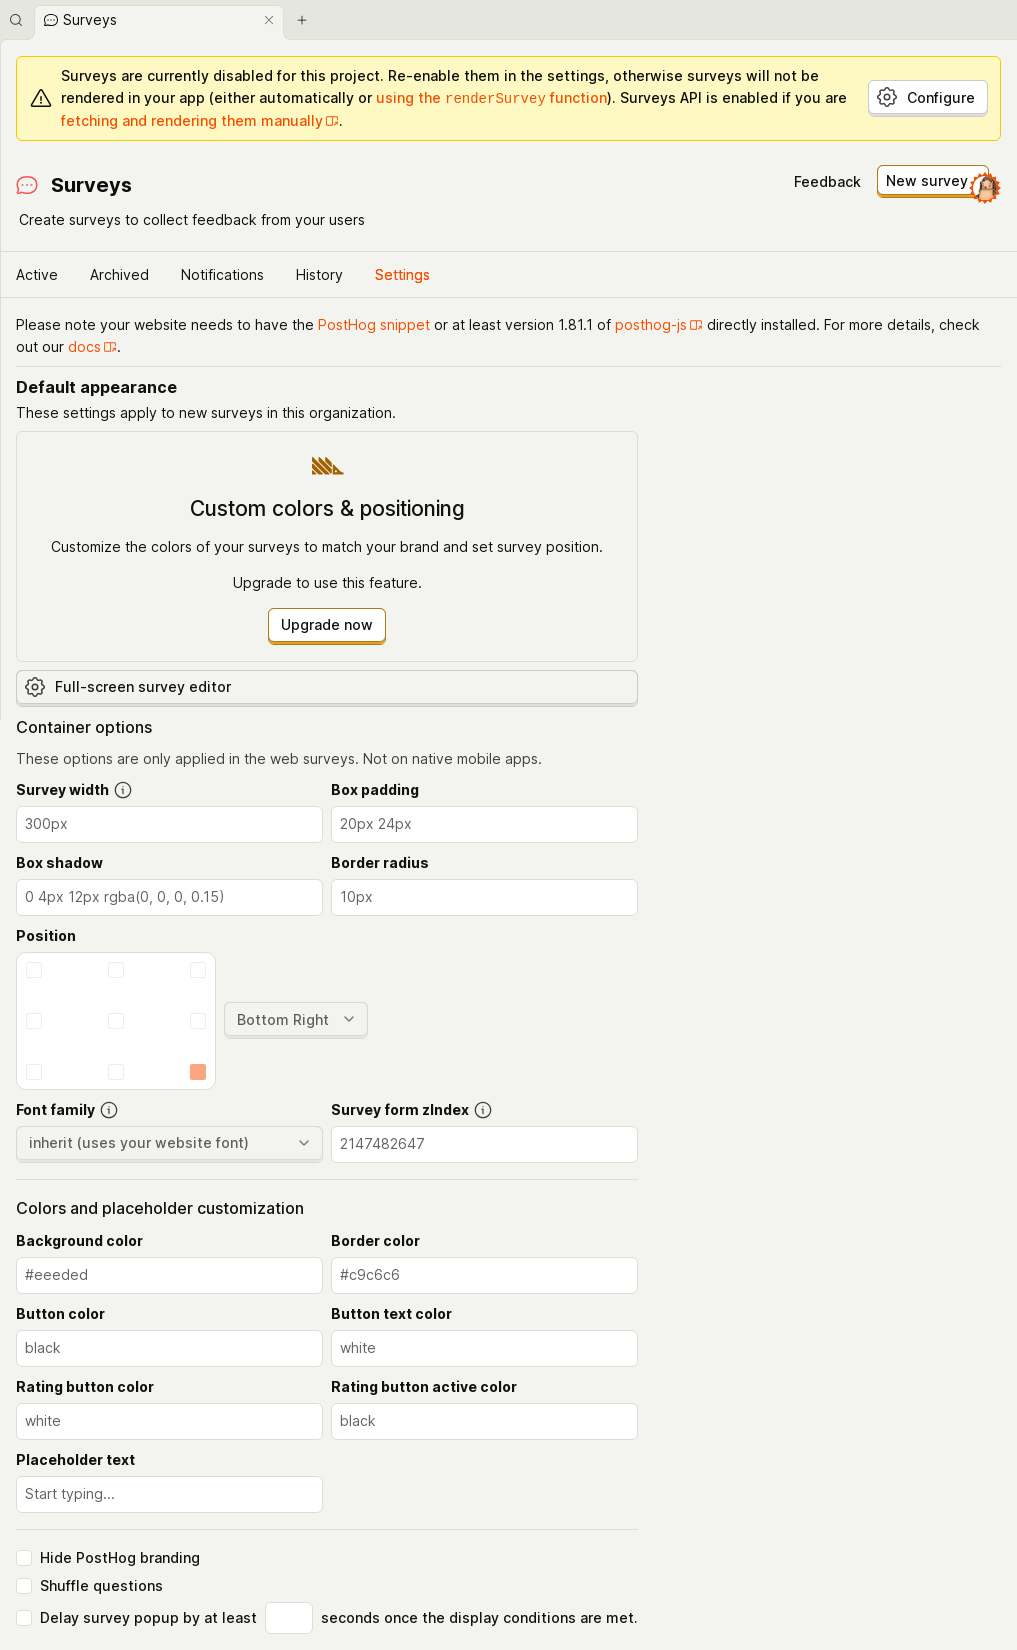 Surveys
Surveys are currently disabled for this project. Re-enable them in the settings, otherwise surveys will not be
rendered in your app (either automatically or using the renderSurvey function). Surveys API is enabled if you are
fetching and rendering them manually.
Configure
Surveys
Feedback
New survey
Create surveys to collect feedback from your users
Active
Archived
Notifications
History
Settings
Please note your website needs to have the PostHog snippet or at least version 1.81.1 of posthog-js directly installed. For more details, check
out our docs.
Default appearance
These settings apply to new surveys in this organization.
Custom colors & positioning
Customize the colors of your surveys to match your brand and set survey position.
Upgrade to use this feature.
Upgrade now
Full-screen survey editor
Container options
These options are only applied in the web surveys. Not on native mobile apps.
Survey width
Box padding
300px
20px 24px
Box shadow
Border radius
0 4px 12px rgba(0, 0, 0, 0.15)
10px
Position
Bottom Right
Font family
Survey form zIndex
inherit (uses your website font)
2147482647
Colors and placeholder customization
Background color
Border color
#eeeded
#c9c6c6
Button color
Button text color
black
white
Rating button color
Rating button active color
white
black
Placeholder text
Start typing...
Hide PostHog branding
Shuffle questions
Delay survey popup by at least seconds once the display conditions are met.